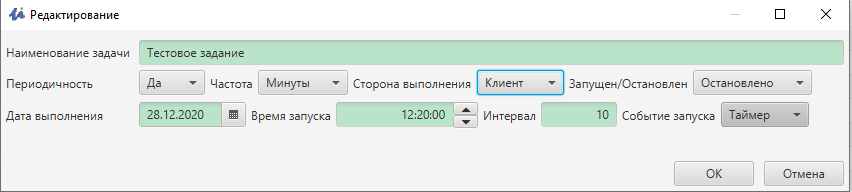 Редактирование
Наименование задачи Тестовое задание
Периодичность Да Частота Минуты Сторона выполнения Клиент Запущен/Остановлен Остановлено
Дата выполнения 28.12.2020 Время запуска 12:20:00 Интервал 10 Событие запуска Таймер
ОК Отмена